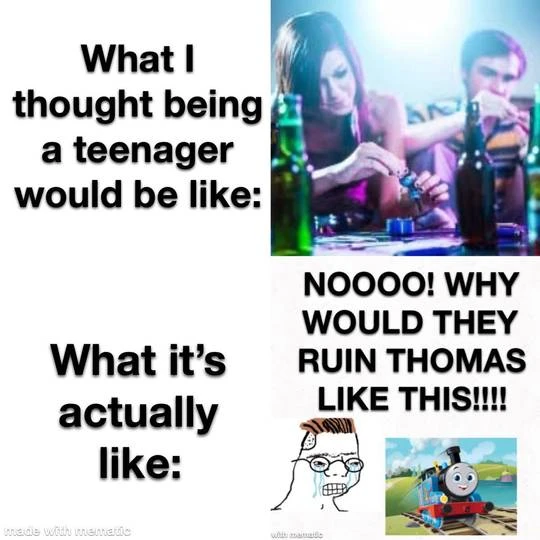 What I
thought being
a teenager
would be like:
NOOOO! WHY
WOULD THEY
RUIN THOMAS
LIKE THIS!!!!
What it's
actually
like:
made with mematic
with mematic